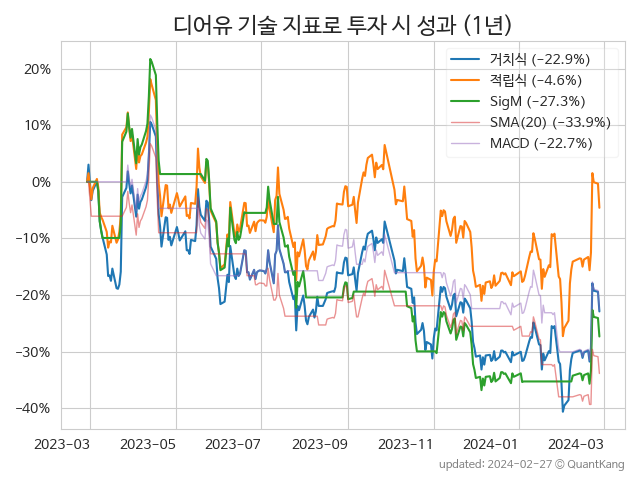 디어유 기술 지표로 투자 시 성과 (1년)
거치식 (−22.9%)
적립식 (−4.6%)
SigM (−27.3%)
SMA(20) (−33.9%)
MACD (−22.7%)
20%
10%
0%
−10%
−20%
−30%
−40%
2023−03 2023−05 2023−07 2023−09 2023−11 2024−01 2024−03
updated: 2024−02−27 © QuantKang